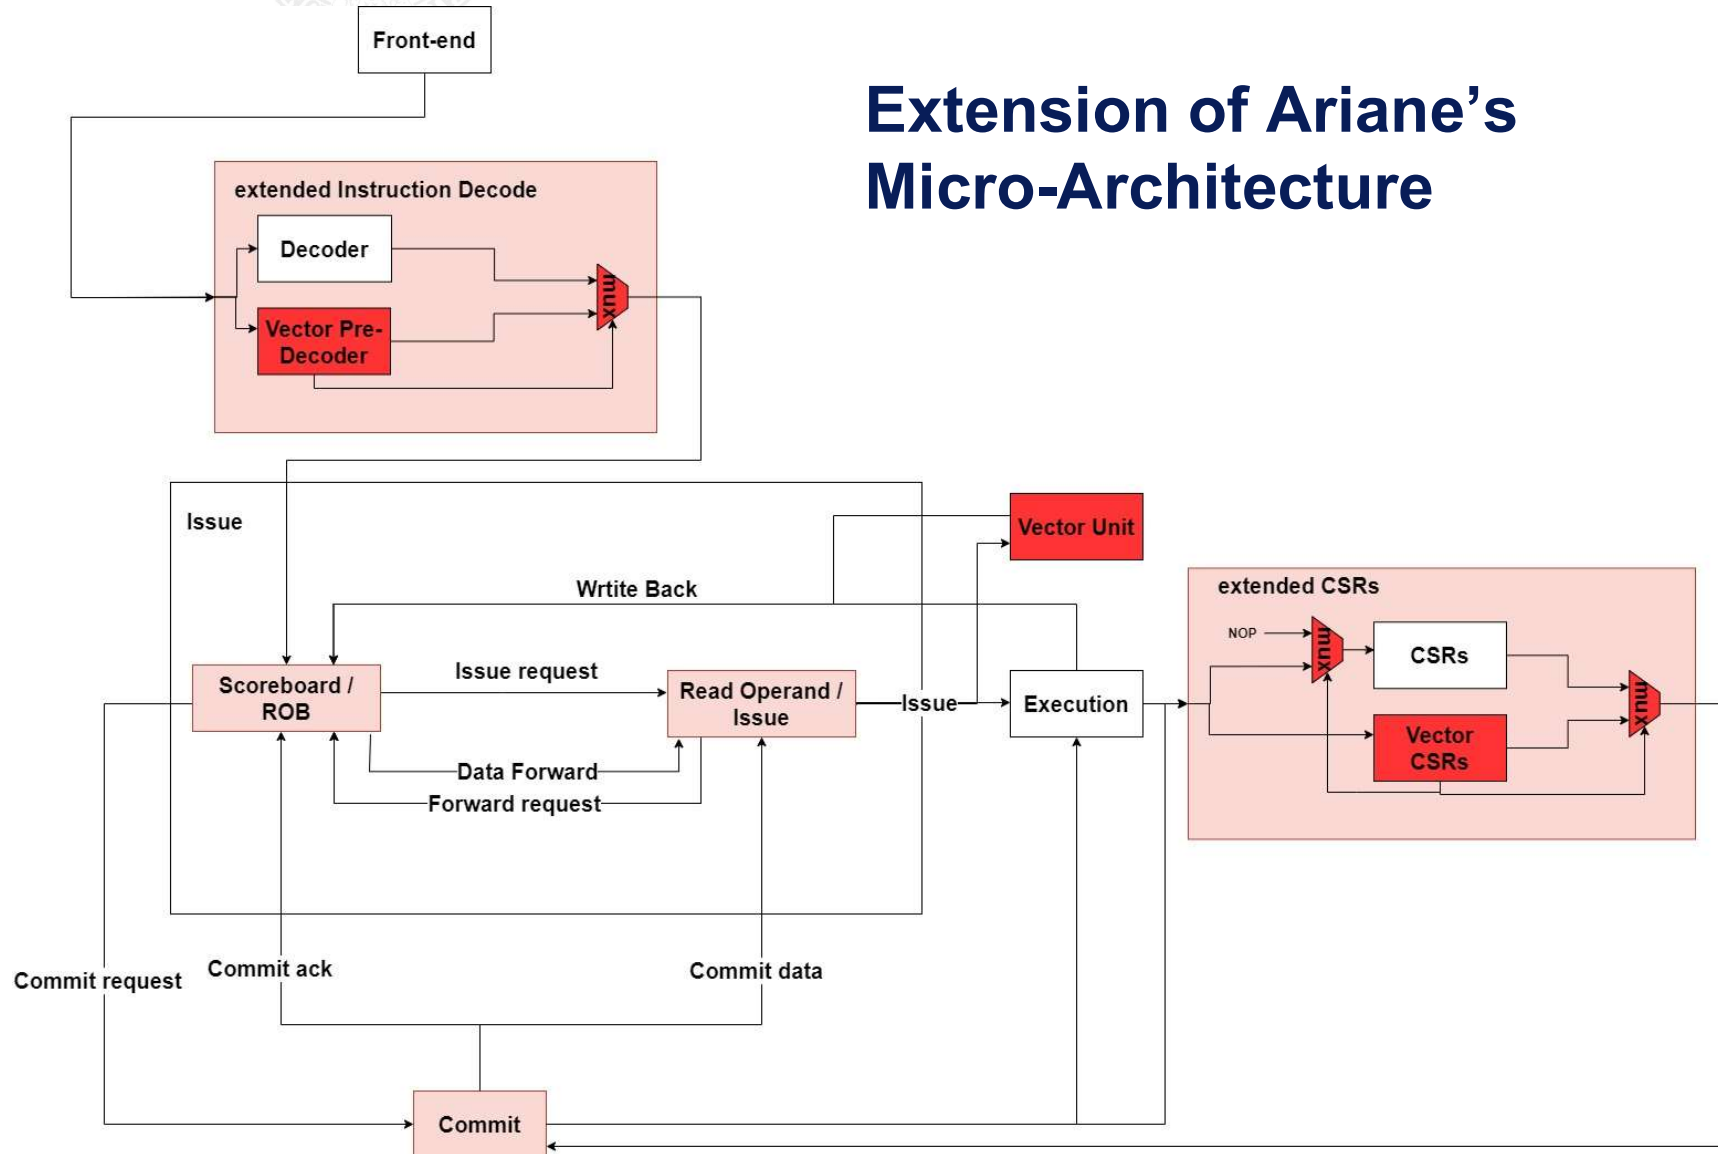 Front-end
Extension of Ariane’s
Micro-Architecture
extended Instruction Decode
Decoder
Vector Pre-
Decoder
mux
Issue
Vector Unit
Wrtite Back
extended CSRs
NOP
mux
CSRs
Vector
CSRs
mux
Scoreboard /
ROB
Issue request
Read Operand /
Issue
Issue
Execution
Data Forward
Forward request
Commit request
Commit ack
Commit data
Commit